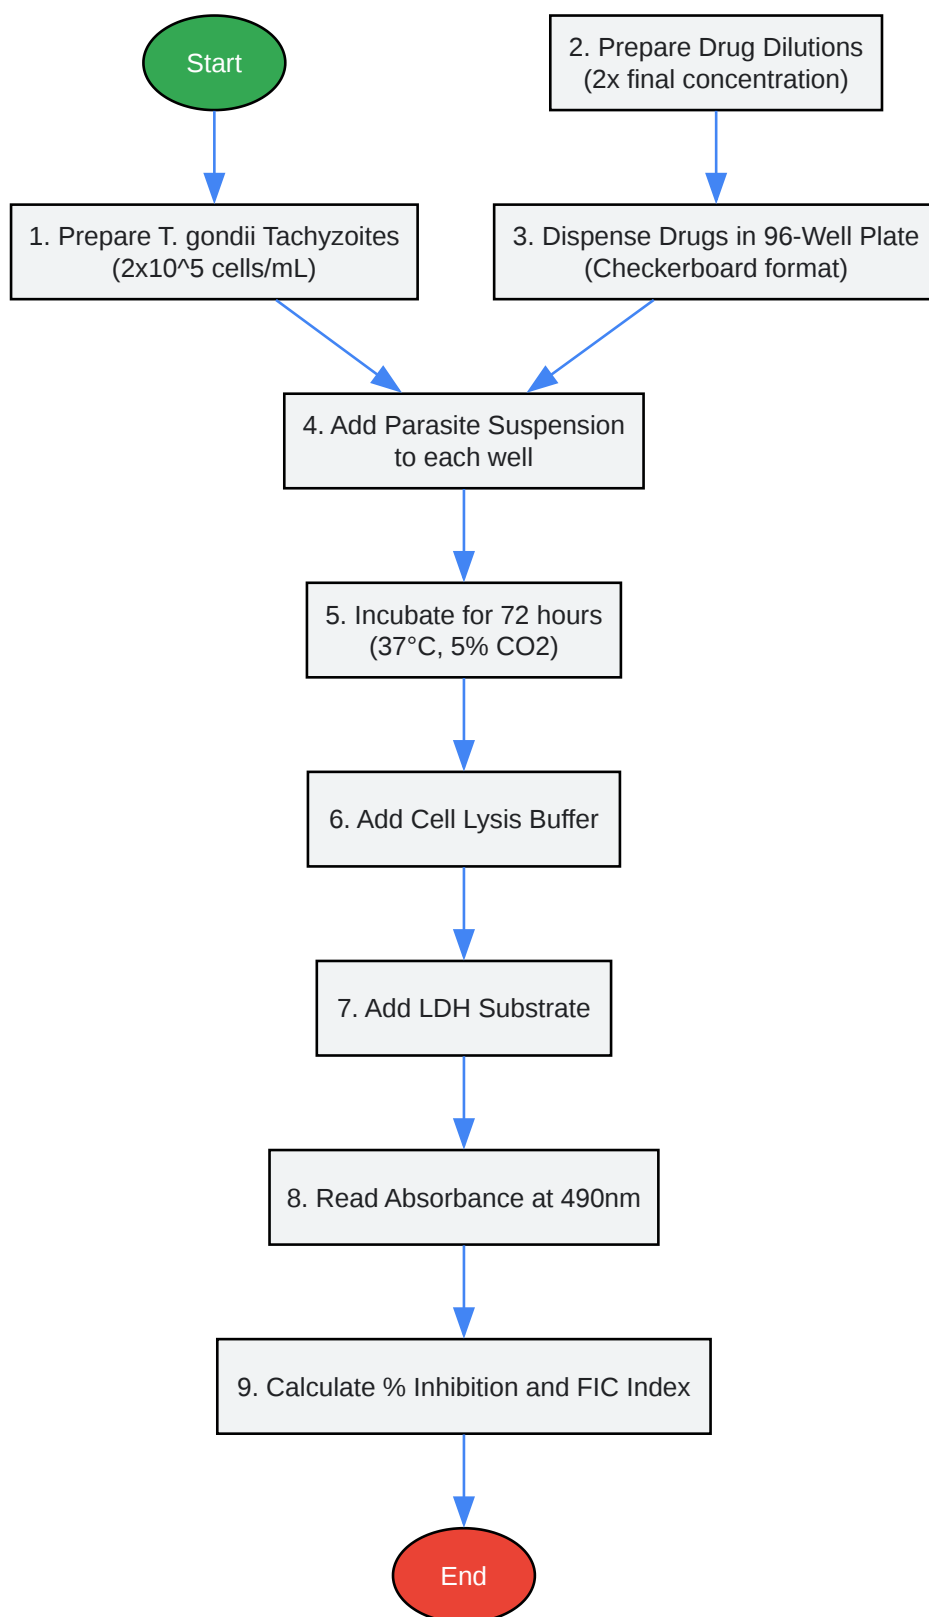 Start
2. Prepare Drug Dilutions
(2x final concentration)
1. Prepare T. gondii Tachyzoites
(2x10^5 cells/mL)
3. Dispense Drugs in 96-Well Plate
(Checkerboard format)
4. Add Parasite Suspension
to each well
5. Incubate for 72 hours
(37°C, 5% CO2)
6. Add Cell Lysis Buffer
7. Add LDH Substrate
8. Read Absorbance at 490nm
9. Calculate % Inhibition and FIC Index
End